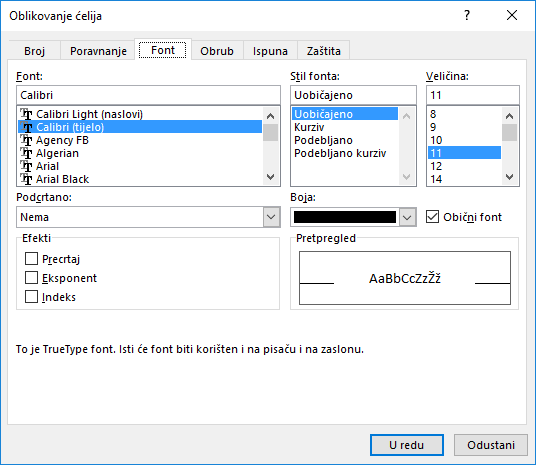 Oblikovanje ćelija
?
Broj Poravnanje Font Obrub Ispuna Zaštita
Font: Stil fonta: Veličina:
Calibri Uobičajeno 11
Calibri Light (naslovi) Uobičajeno 8
Calibri (tijelo) Kurziv 9
Agency FB Podebljano 10
Algerian Podebljano kurziv 11
Arial 12
Arial Black 14
Podcrtano: Boja:
Nema Obični font
Efekti Pretpregled
Precrtaj
Eksponent
Indeks
AaBbCcZzŽž
To je TrueType font. Isti će font biti korišten i na pisaču i na zaslonu.
U redu Odustani